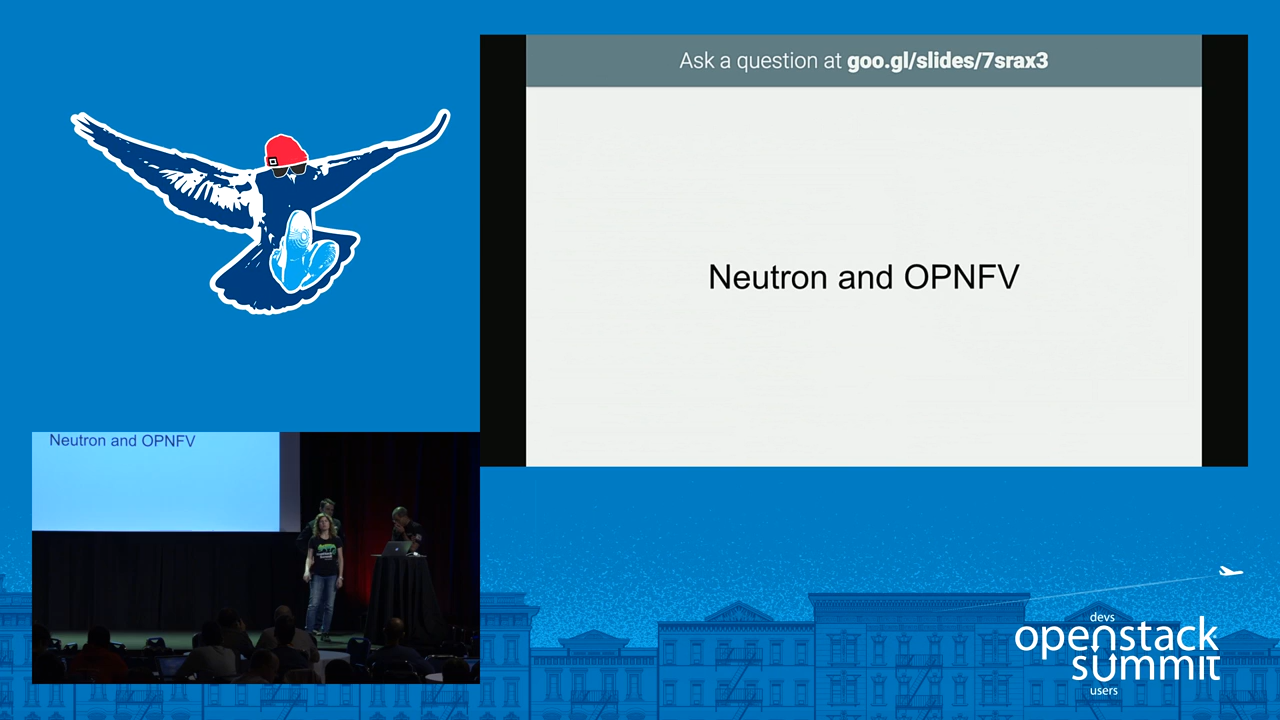 Ask a question at goo.gl/slides/7srax3
Neutron and OPNFV
Neutron and OPNFV
devs
openstack
summit
users